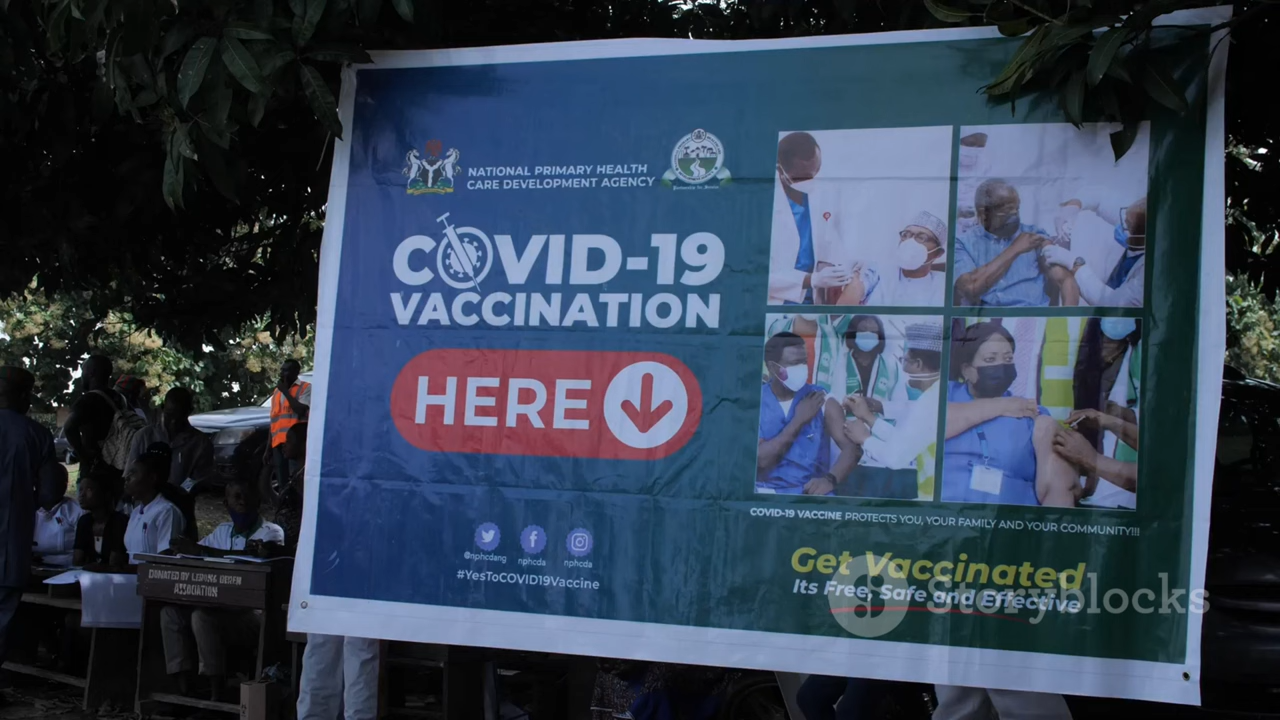 NATIONAL PRIMARY HEALTH
CARE DEVELOPMENT AGENCY
COVID-19
VACCINATION
HERE
@nphcdang nphcda nphcda
#YesToCOVID19Vaccine
COVID-19 VACCINE PROTECTS YOU, YOUR FAMILY AND YOUR COMMUNITY!!!
Get Vaccinated
Its Free, Safe and Effective
Storyblocks
ASSOCIATION